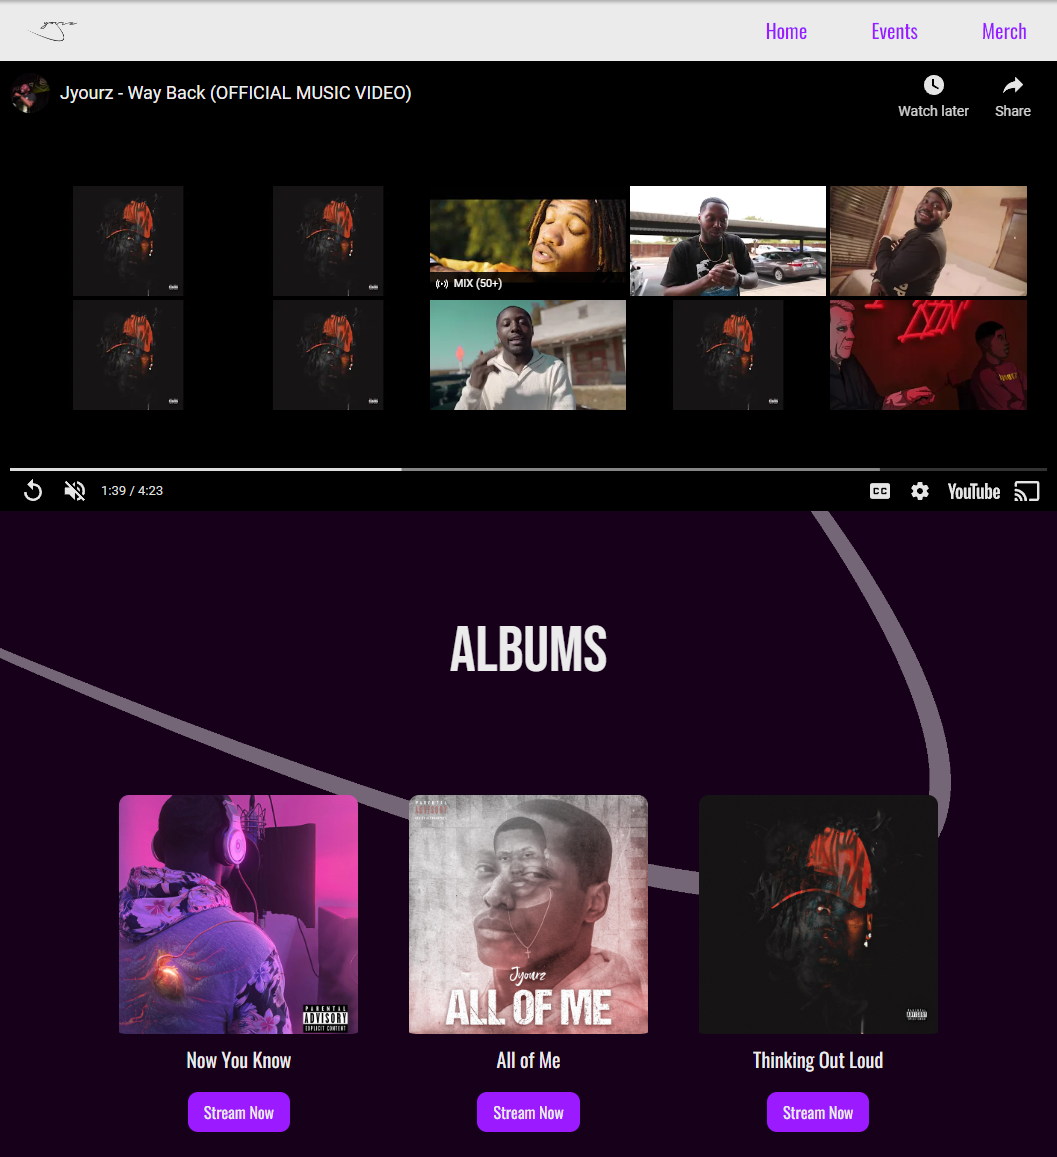 yourz
Home Events Merch
Jyourz - Way Back (OFFICIAL MUSIC VIDEO)
Watch later Share
MIX (50+)
1:39 / 4:23
CC
YouTube
ALBUMS
PARENTAL
ADVISORY
EXPLICIT CONTENT
Jyourz
ALL OF ME
Now You Know
All of Me
Thinking Out Loud
Stream Now
Stream Now
Stream Now